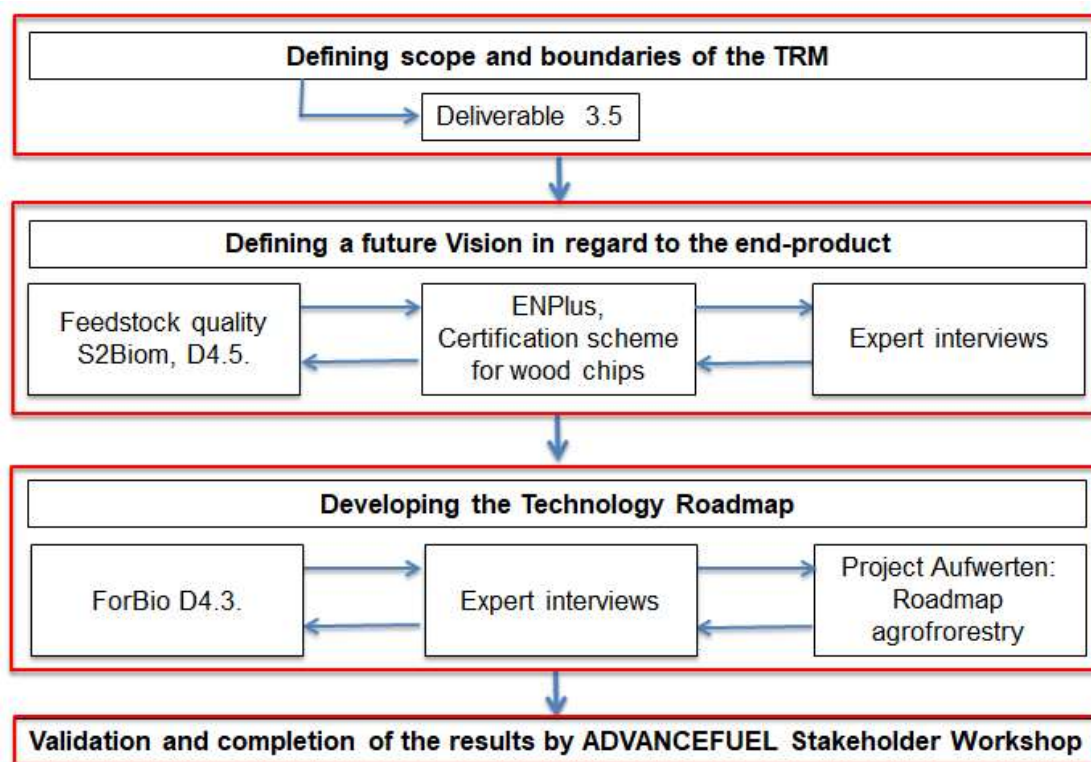 Defining scope and boundaries of the TRM
Deliverable 3.5
Defining a future Vision in regard to the end-product
Feedstock quality
S2Biom, D4.5.
ENPlus,
Certification scheme
for wood chips
Expert interviews
Developing the Technology Roadmap
ForBio D4.3.
Expert interviews
Project Aufwerten:
Roadmap
agrofrorestry
Validation and completion of the results by ADVANCEFUEL Stakeholder Workshop